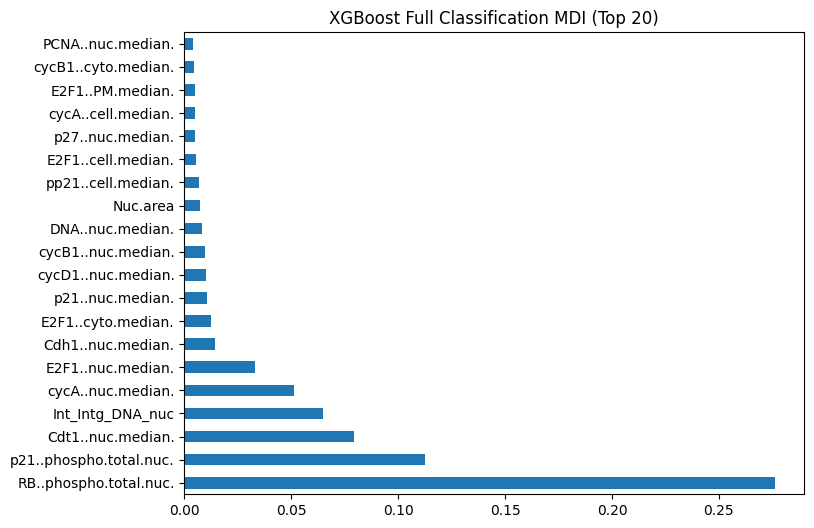 XGBoost Full Classification MDI (Top 20)
PCNA..nuc.median.
cycB1..cyto.median.
E2F1..PM.median.
cycA..cell.median.
p27..nuc.median.
E2F1..cell.median.
pp21..cell.median.
Nuc.area
DNA..nuc.median.
cycB1..nuc.median.
cycD1..nuc.median.
p21..nuc.median.
E2F1..cyto.median.
Cdh1..nuc.median.
E2F1..nuc.median.
cycA..nuc.median.
Int_Intg_DNA_nuc
Cdt1..nuc.median.
p21..phospho.total.nuc.
RB..phospho.total.nuc.
0.00 0.05 0.10 0.15 0.20 0.25